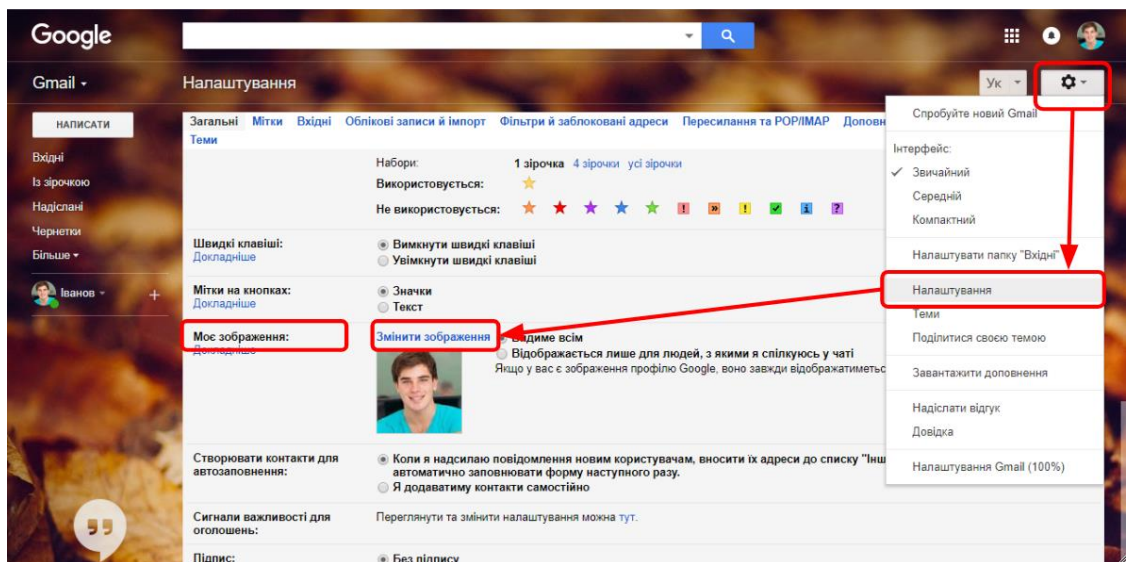 Google
Gmail
Налаштування
Ук
НАПИСАТИ
Вхідні
Із зірочкою
Надіслані
Чернетки
Більше
Іванов
+
Загальні Мітки Вхідні Облікові записи й імпорт Фільтри й заблоковані адреси Пересилання та POP/IMAP Доповн
Теми
Набори: 1 зірочка 4 зірочки усі зірочки
Використовується:
Не використовується: ! » ! ✔ i ?
Швидкі клавіші:
Докладніше
Вимкнути швидкі клавіші
Увімкнути швидкі клавіші
Мітки на кнопках:
Докладніше
Значки
Текст
Моє зображення:
Докладніше
Змінити зображення
Видиме всім
Відображається лише для людей, з якими я спілкуюсь у чаті
Якщо у вас є зображення профілю Google, воно завжди відображатиметьс
Створювати контакти для
автозаповнення:
Коли я надсилаю повідомлення новим користувачам, вносити їх адреси до списку "Інш
автоматично заповнювати форму наступного разу.
Я додаватиму контакти самостійно
Сигнали важливості для
оголошень:
Переглянути та змінити налаштування можна тут.
Підпис:
Без підпису
Спробуйте новий Gmail
Інтерфейс:
✓ Звичайний
Середній
Компактний
Налаштувати папку "Вхідні"
Налаштування
Теми
Поділитися своєю темою
Завантажити доповнення
Надіслати відгук
Довідка
Налаштування Gmail (100%)